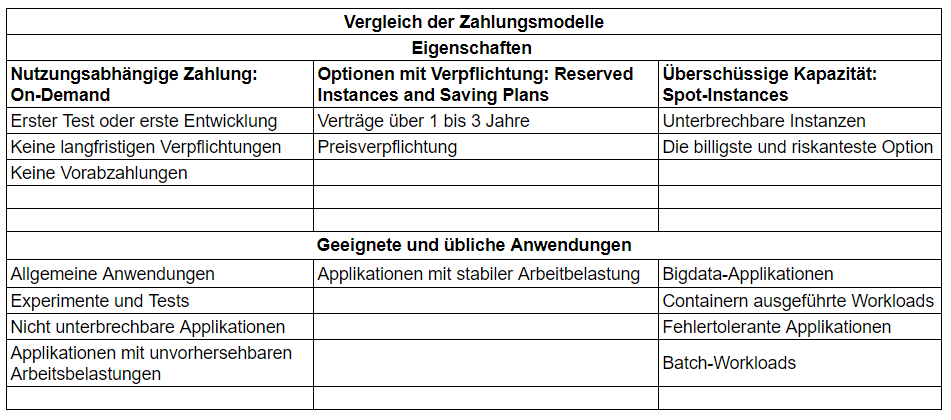 Vergleich der Zahlungsmodelle
Eigenschaften
Nutzungsabhängige Zahlung:
On-Demand
Optionen mit Verpflichtung: Reserved
Instances and Saving Plans
Überschüssige Kapazität:
Spot-Instances
Erster Test oder erste Entwicklung
Verträge über 1 bis 3 Jahre
Unterbrechbare Instanzen
Keine langfristigen Verpflichtungen
Preisverpflichtung
Die billigste und riskanteste Option
Keine Vorabzahlungen
Geeignete und übliche Anwendungen
Allgemeine Anwendungen
Applikationen mit stabiler Arbeitbelastung
Bigdata-Applikationen
Experimente und Tests
Containern ausgeführte Workloads
Nicht unterbrechbare Applikationen
Fehlertolerante Applikationen
Applikationen mit unvorhersehbaren
Arbeitsbelastungen
Batch-Workloads